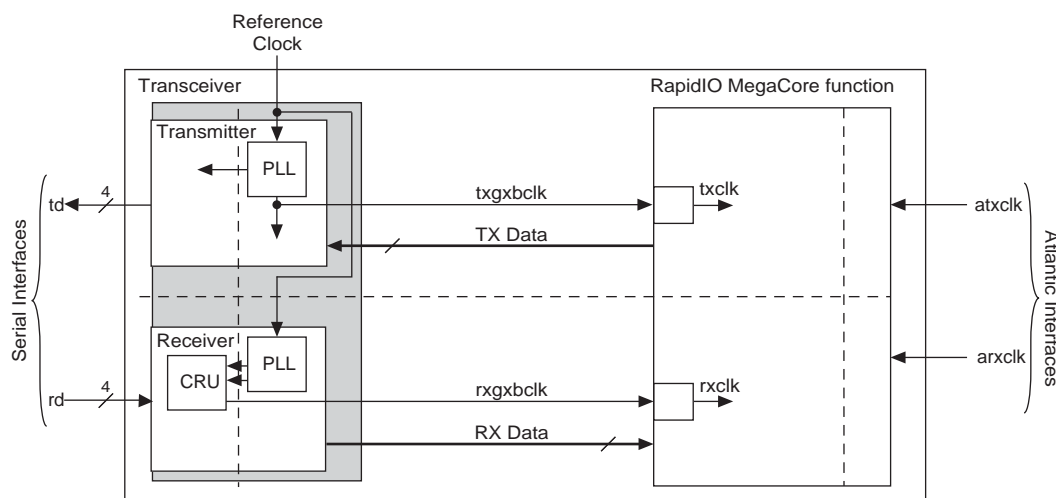 Reference
Clock
Transceiver
RapidIO MegaCore function
Transmitter
PLL
4
td
txgxbclk
txclk
atxclk
TX Data
Serial Interfaces
Atlantic Interfaces
Receiver
PLL
CRU
arxclk
4
rd
rxgxbclk
rxclk
RX Data